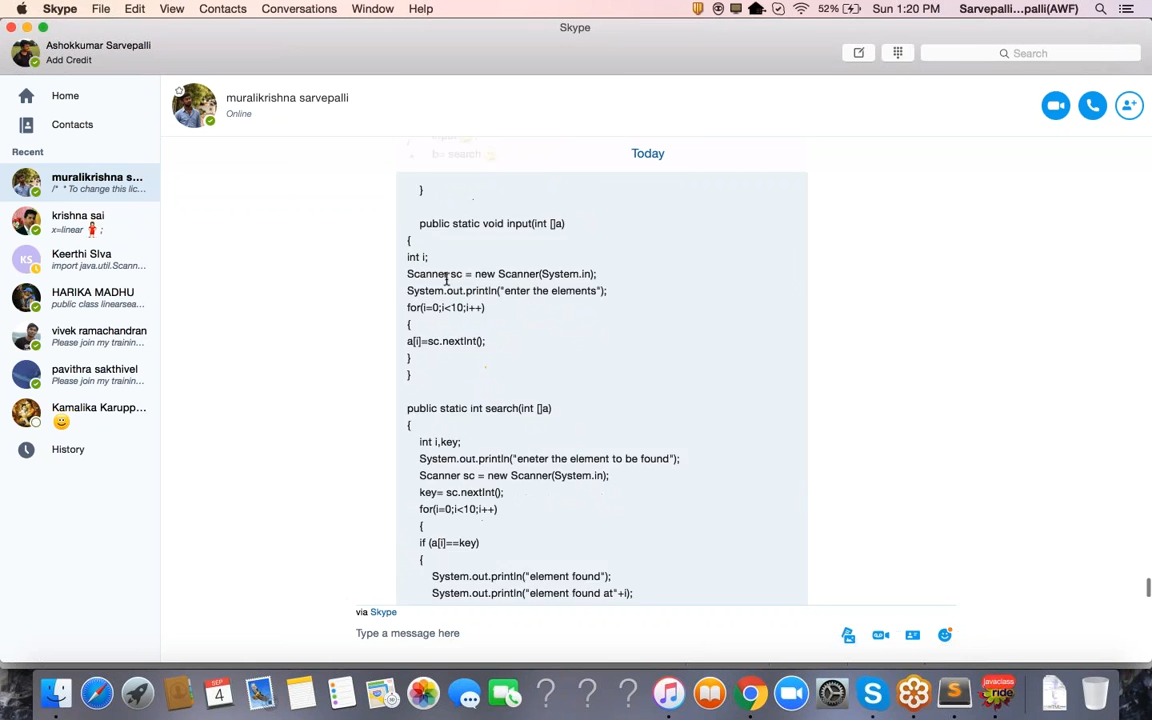 Skype File Edit View Contacts Conversations Window Help 52% Sun 1:20 PM Sarvepalli...palli(AWF)
Skype
Ashokkumar Sarvepalli
Add Credit
Search
Home
Contacts
Recent
muralikrishna s...
/* * To change this lic...
krishna sai
x=linear ;
Keerthi SIva
import java.util.Scann...
HARIKA MADHU
public class linearsea...
vivek ramachandran
Please join my trainin...
pavithra sakthivel
Please join my trainin...
Kamalika Karupp...
History
muralikrishna sarvepalli
Online
b= search
Today
}
public static void input(int []a)
{
int i;
Scanner sc = new Scanner(System.in);
System.out.println("enter the elements");
for(i=0;i<10;i++)
{
a[i]=sc.nextInt();
}
}
public static int search(int []a)
{
int i,key;
System.out.println("eneter the element to be found");
Scanner sc = new Scanner(System.in);
key= sc.nextInt();
for(i=0;i<10;i++)
{
if (a[i]==key)
{
System.out.println("element found");
System.out.println("element found at"+i);
via Skype
Type a message here
SEP
4
javaclass
ride